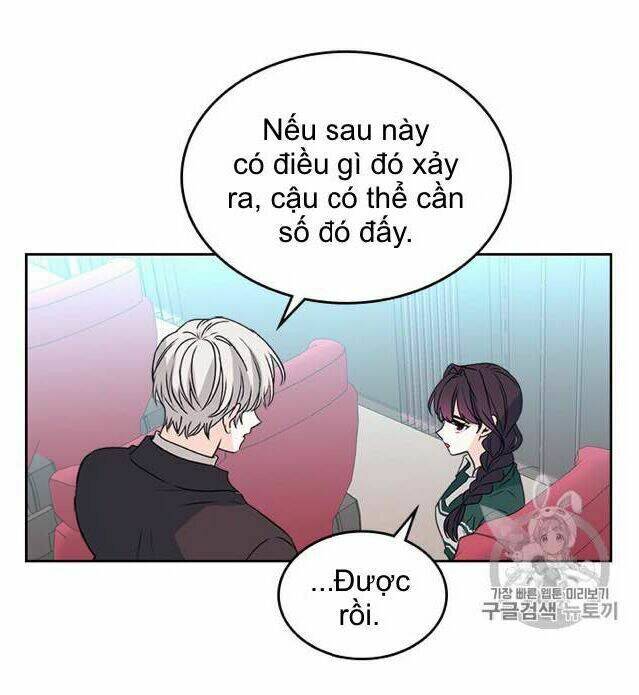 Nếu sau này
có điều gì đó xảy
ra, cậu có thể cần
số đó đấy.
...Được
rồi.
가장 빠른 웹툰 미리보기
구글검색 뉴토끼